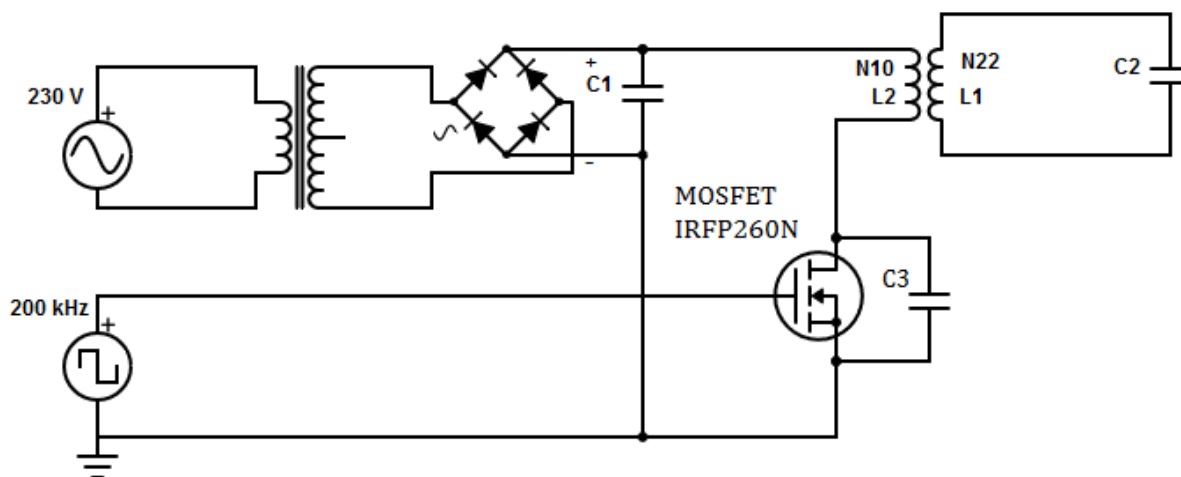 230 V
+
+
C1
-
N10
L2
N22
L1
C2
MOSFET
IRFP260N
C3
200 kHz
+